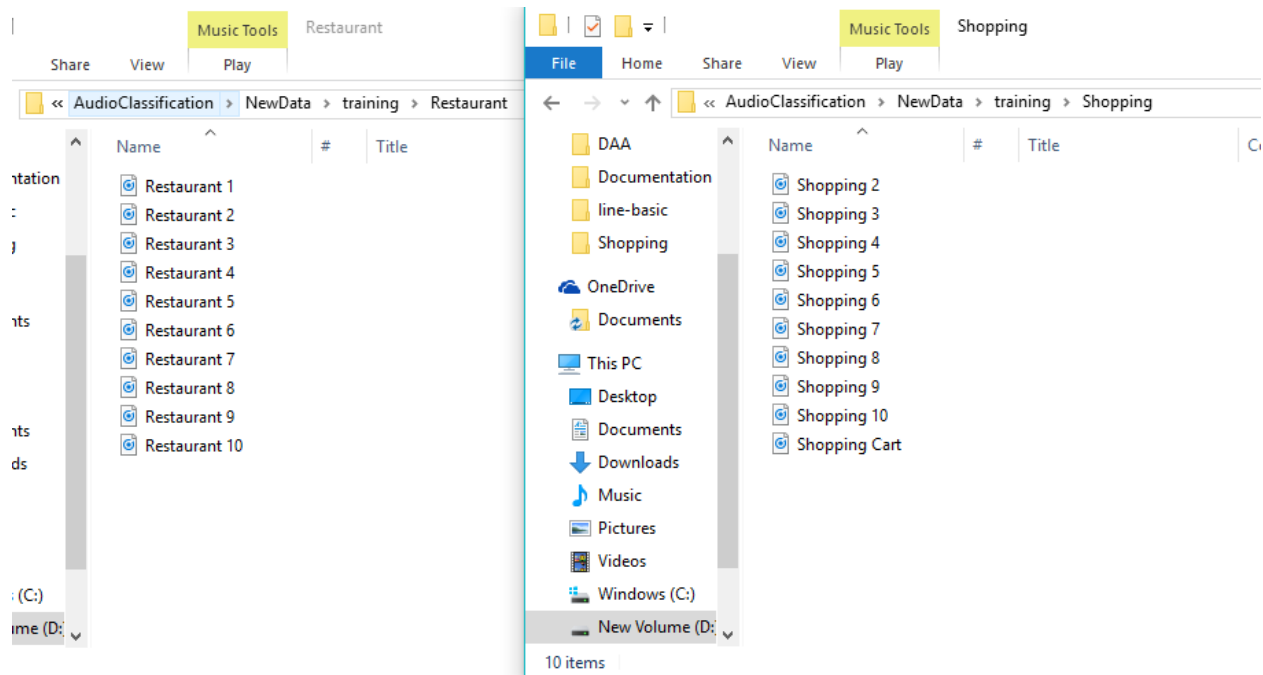 Music Tools Restaurant
Share View Play
« AudioClassification > NewData > training > Restaurant
Name # Title
Restaurant 1
Restaurant 2
Restaurant 3
Restaurant 4
Restaurant 5
Restaurant 6
Restaurant 7
Restaurant 8
Restaurant 9
Restaurant 10
ntation
nts
nts
ds
(C:)
ume (D:
Music Tools Shopping
File Home Share View Play
« AudioClassification > NewData > training > Shopping
DAA
Documentation
line-basic
Shopping
OneDrive
Documents
This PC
Desktop
Documents
Downloads
Music
Pictures
Videos
Windows (C:)
New Volume (D:
Name # Title Co
Shopping 2
Shopping 3
Shopping 4
Shopping 5
Shopping 6
Shopping 7
Shopping 8
Shopping 9
Shopping 10
Shopping Cart
10 items